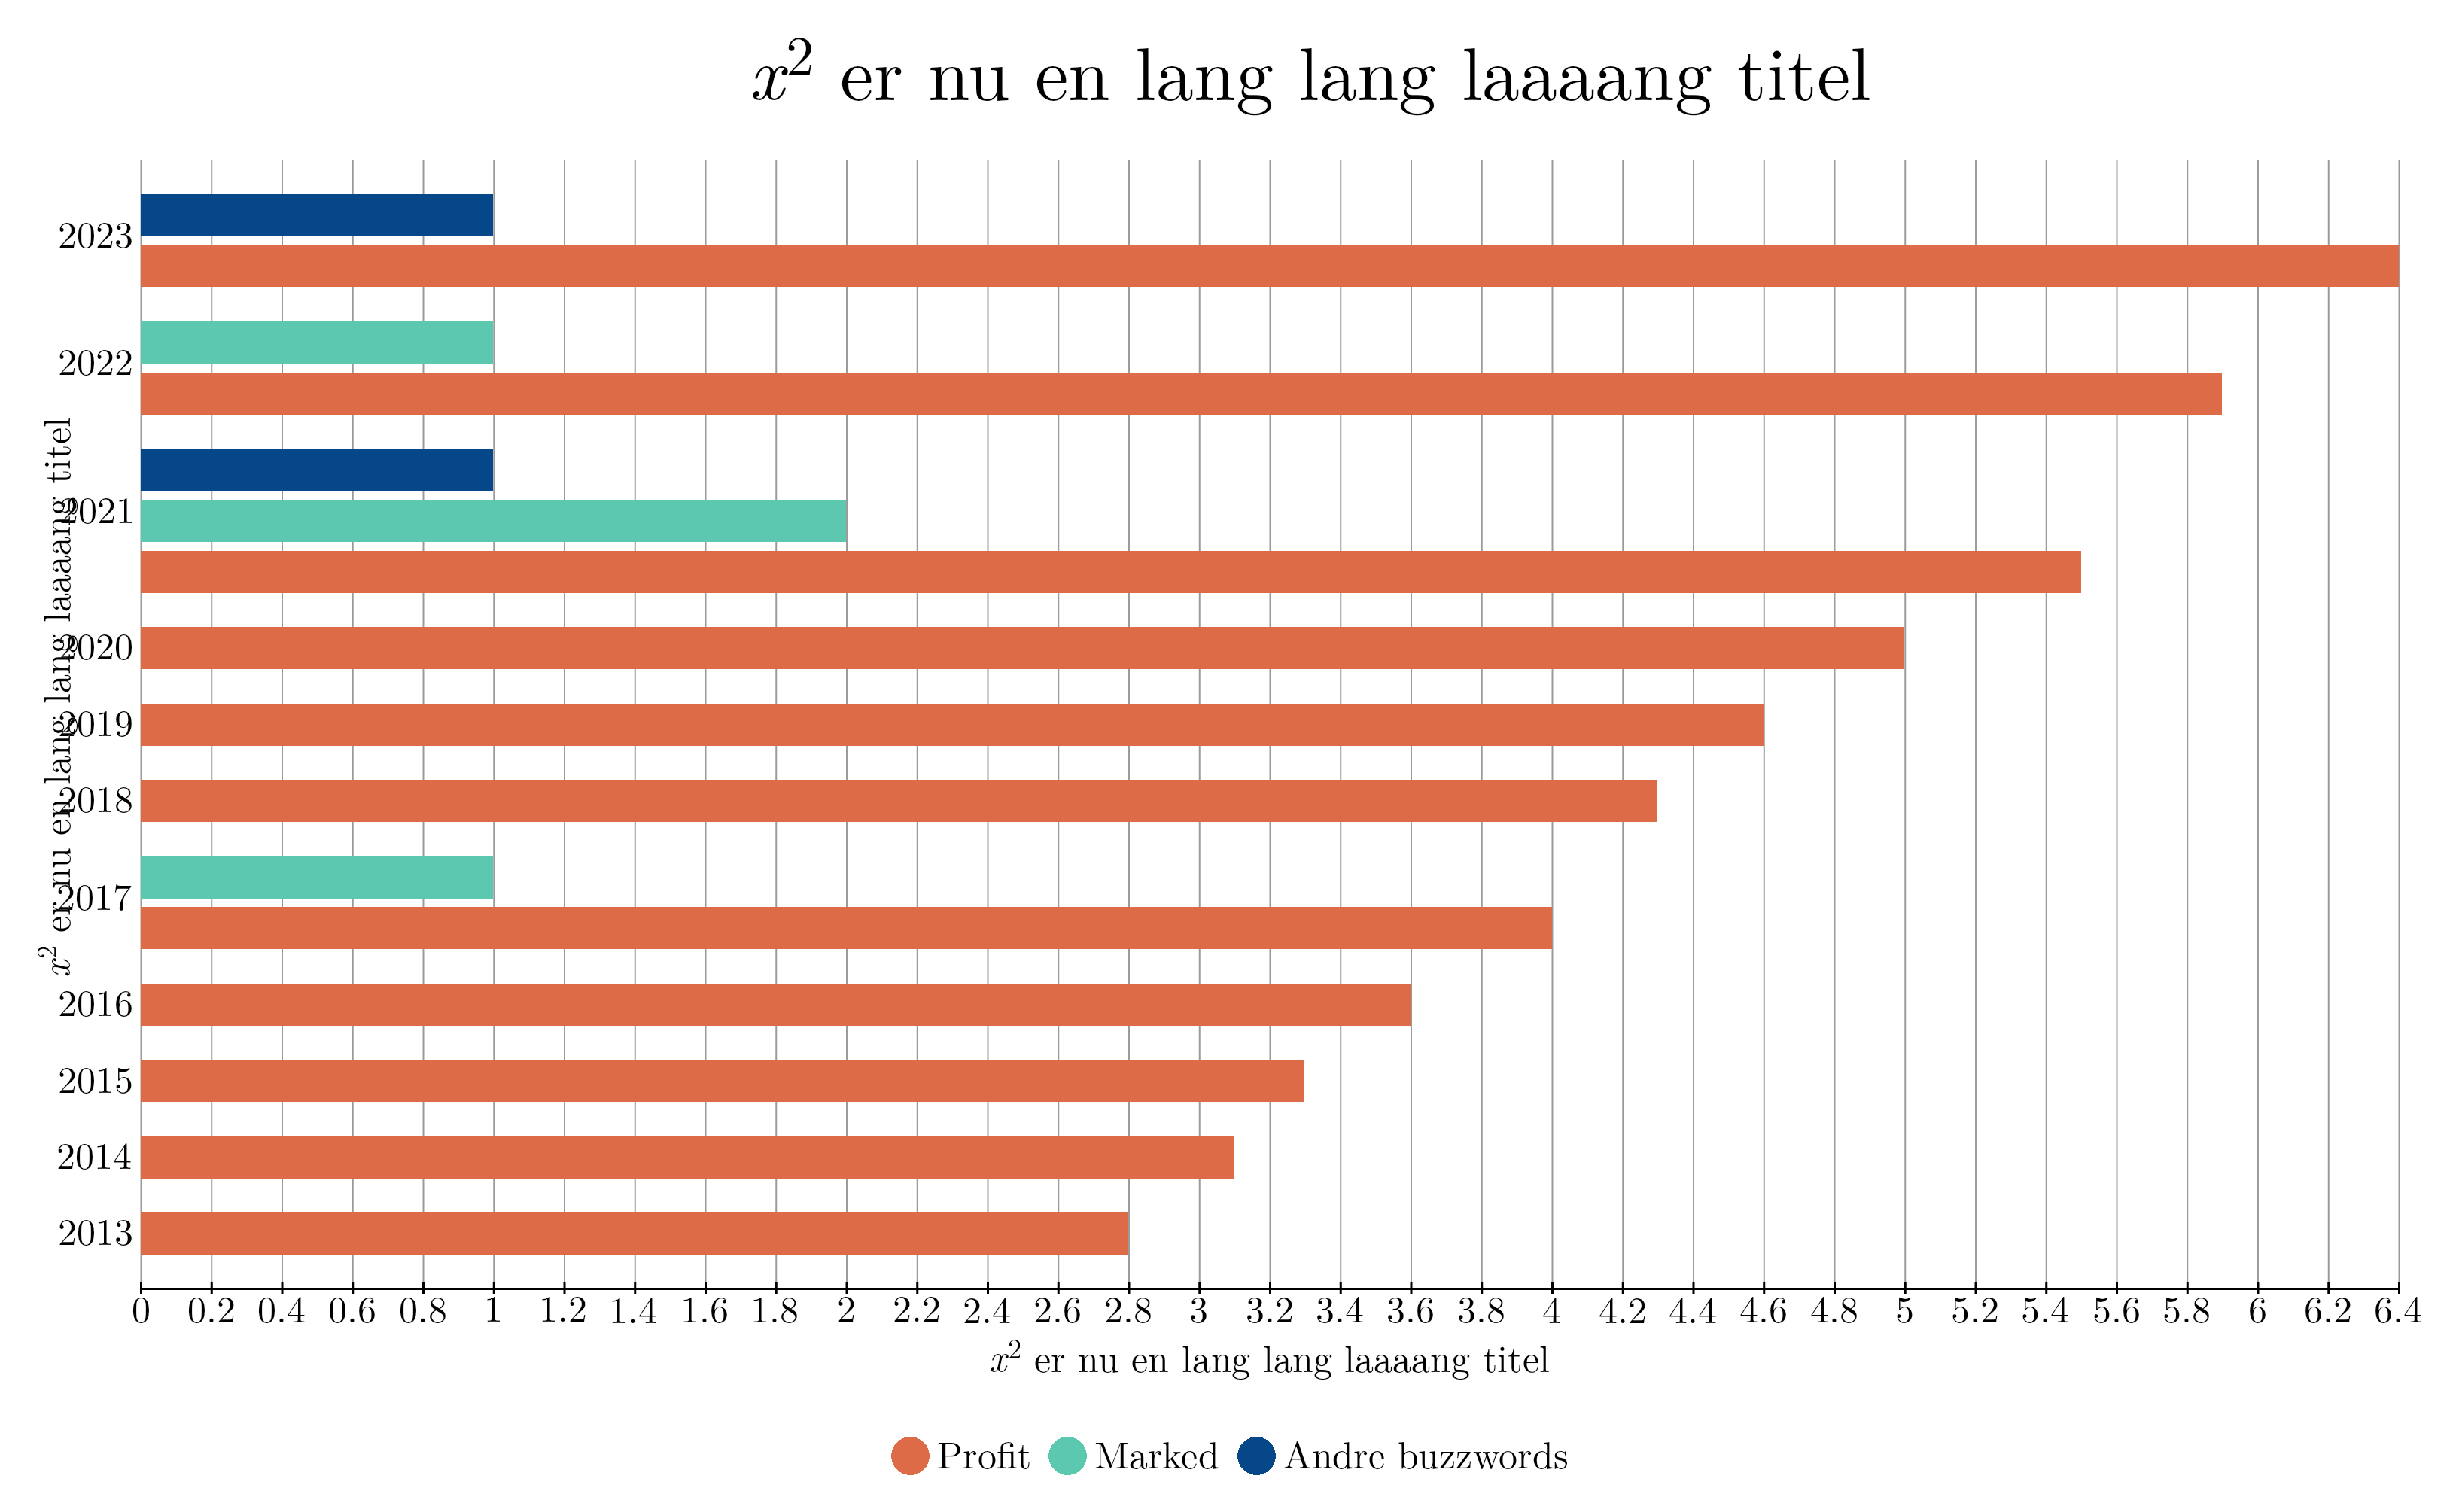 x² er nu en lang lang laaaang titel
2023
2022
2021
2020
2019
2018
2017
2016
2015
2014
2013
x² er nu en lang lang laaaang titel
0 0.2 0.4 0.6 0.8 1 1.2 1.4 1.6 1.8 2 2.2 2.4 2.6 2.8 3 3.2 3.4 3.6 3.8 4 4.2 4.4 4.6 4.8 5 5.2 5.4 5.6 5.8 6 6.2 6.4
x² er nu en lang lang laaaang titel
Profit Marked Andre buzzwords